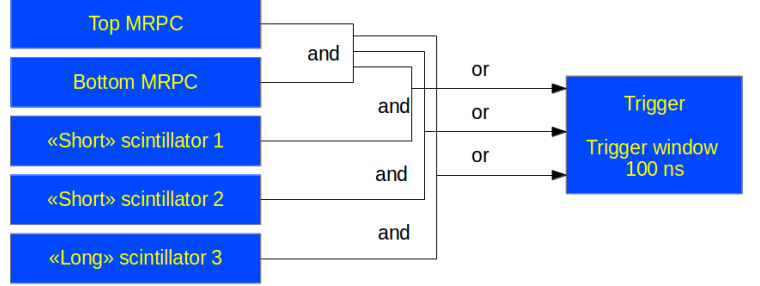 Top MRPC
and
Bottom MRPC
or
and
Trigger
«Short» scintillator 1
or
Trigger window
100 ns
or
and
«Short» scintillator 2
and
«Long» scintillator 3